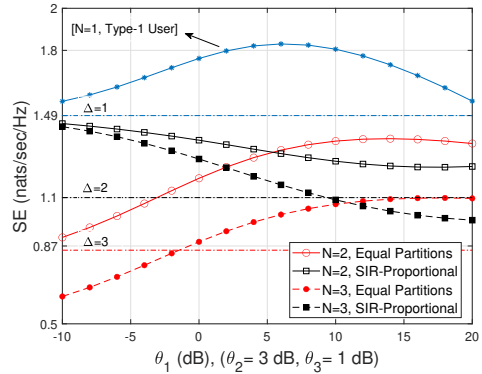 [N=1, Type-1 User]
1.8
1.49
1.1
0.87
0.5
Δ=1
Δ=2
Δ=3
SE (nats/sec/Hz)
N=2, Equal Partitions
N=2, SIR-Proportional
N=3, Equal Partitions
N=3, SIR-Proportional
-10 -5 0 5 10 15 20
θ₁ (dB), (θ₂= 3 dB, θ₃= 1 dB)